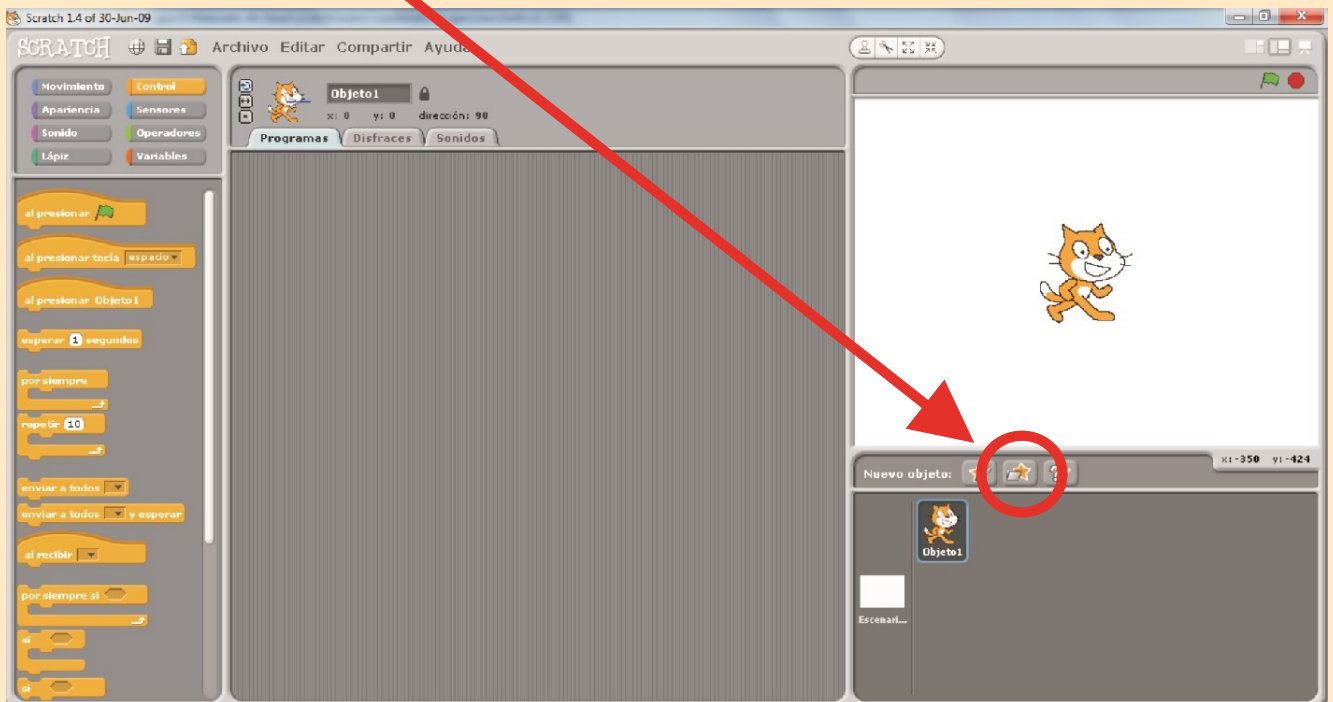 Scratch 1.4 of 30-Jun-09
SCRATCH Archivo Editar Compartir Ayuda
Movimiento Control
Apariencia Sensores
Sonido Operadores
Lápiz Variables
al presionar
al presionar tecla espacio
al presionar Objeto1
esperar 1 segundos
por siempre
repetir 10
enviar a todos
enviar a todos y esperar
al recibir
por siempre si
si
si
Objeto1
x: 0 y: 0 dirección: 90
Programas Disfraces Sonidos
x:-350 y:-424
Nuevo objeto: ?
Objeto1
Escenari...